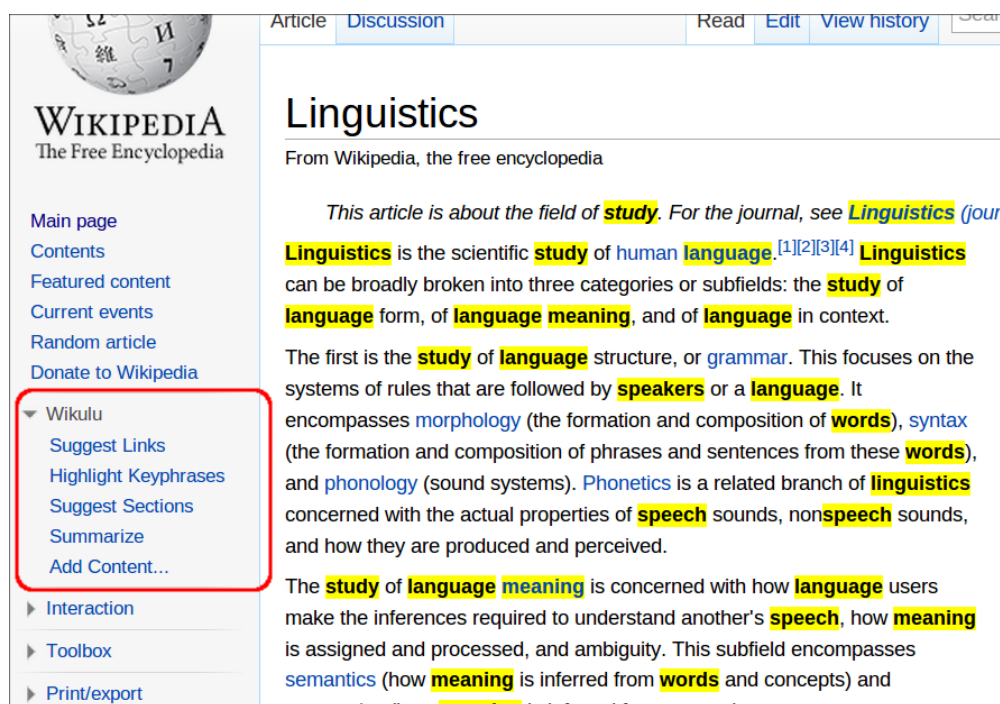 Article Discussion Read Edit View history
Ω И
維 7
WIKIPEDIA
The Free Encyclopedia
Main page
Contents
Featured content
Current events
Random article
Donate to Wikipedia
Wikulu
Suggest Links
Highlight Keyphrases
Suggest Sections
Summarize
Add Content...
Interaction
Toolbox
Print/export
Linguistics
From Wikipedia, the free encyclopedia
This article is about the field of study. For the journal, see Linguistics (jour
Linguistics is the scientific study of human language.[1][2][3][4] Linguistics
can be broadly broken into three categories or subfields: the study of
language form, of language meaning, and of language in context.
The first is the study of language structure, or grammar. This focuses on the
systems of rules that are followed by speakers or a language. It
encompasses morphology (the formation and composition of words), syntax
(the formation and composition of phrases and sentences from these words),
and phonology (sound systems). Phonetics is a related branch of linguistics
concerned with the actual properties of speech sounds, nonspeech sounds,
and how they are produced and perceived.
The study of language meaning is concerned with how language users
make the inferences required to understand another's speech, how meaning
is assigned and processed, and ambiguity. This subfield encompasses
semantics (how meaning is inferred from words and concepts) and